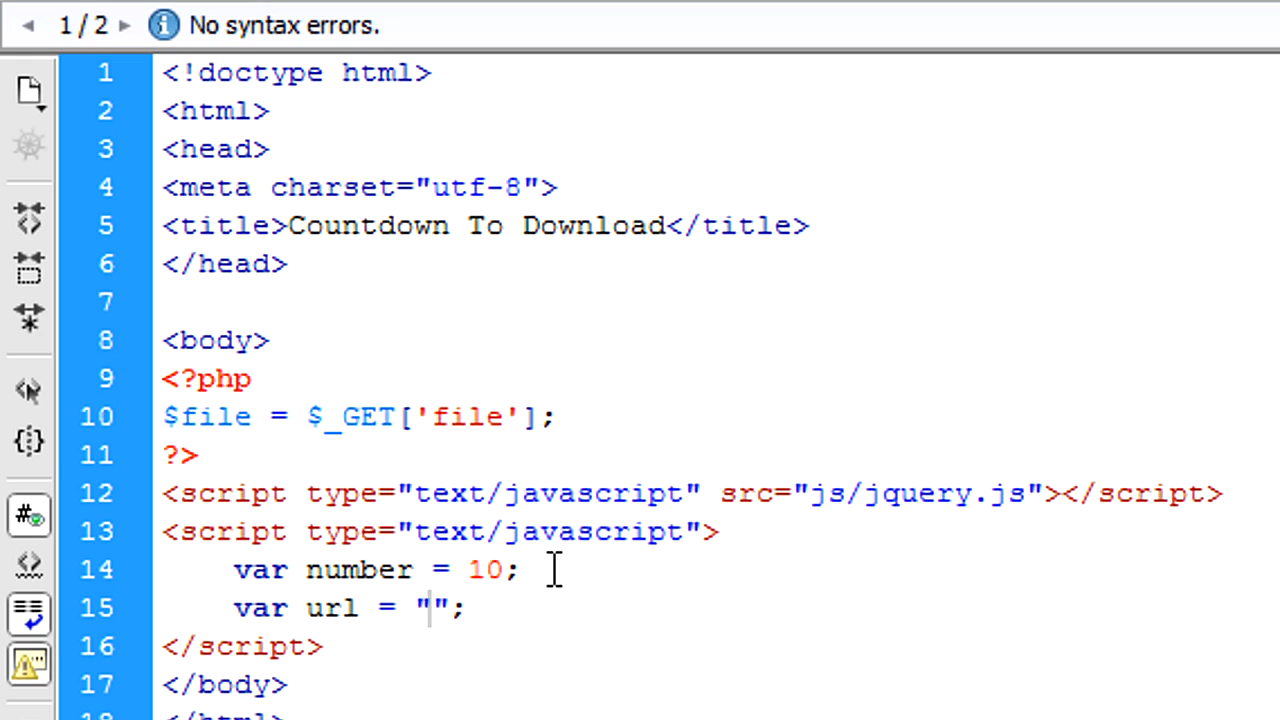 1 / 2 No syntax errors.
1 <!doctype html>
2 <html>
3 <head>
4 <meta charset="utf-8">
5 <title>Countdown To Download</title>
6 </head>
7
8 <body>
9 <?php
10 $file = $_GET['file'];
11 ?>
12 <script type="text/javascript" src="js/jquery.js"></script>
13 <script type="text/javascript">
14 var number = 10;
15 var url = "";
16 </script>
17 </body>
18 </html>